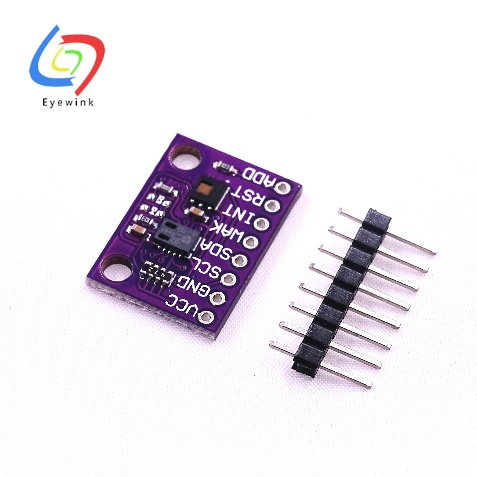 Eyewink
ADD
RST
INT
WAK
SDA
SCL
GND
VCC